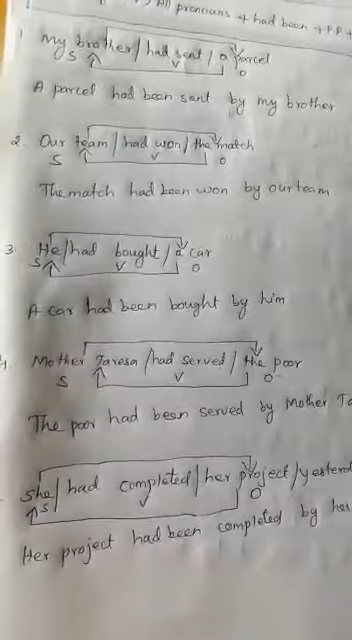 All pronouns + had been + PP +
1. My brother / had sent / a parcel
S V O
A parcel had been sent by my brother
2. Our team / had won / the match
S V O
The match had been won by our team
3. He / had bought / a car
S V O
A car had been bought by him
4. Mother Taresa / had served / the poor
S V O
The poor had been served by Mother
She / had completed / her project /
S V O
Her project had been completed by her